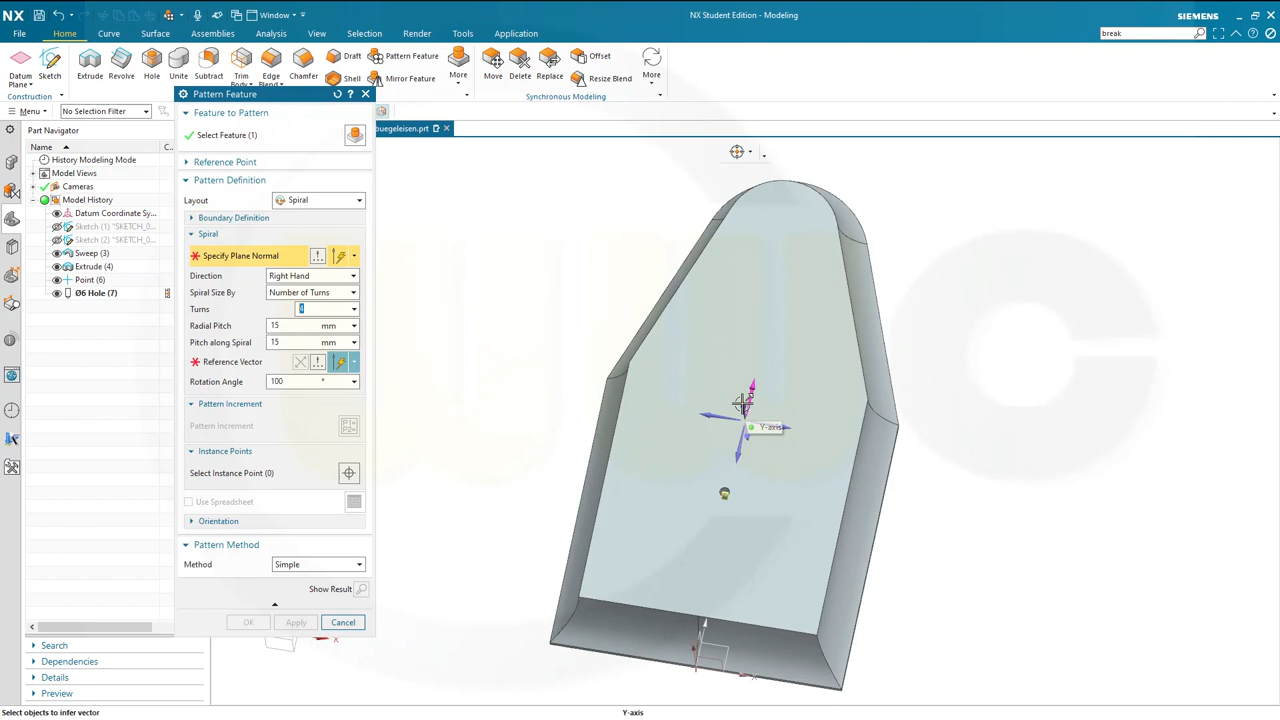 NX
Window
NX Student Edition - Modeling
SIEMENS
File
Home
Curve
Surface
Assemblies
Analysis
View
Selection
Render
Tools
Application
break
Datum Plane
Sketch
Extrude
Revolve
Hole
Unite
Subtract
Trim Body
Edge Blend
Chamfer
Draft
Shell
Pattern Feature
Mirror Feature
More
Move
Delete
Replace
Offset
Resize Blend
More
Construction
Synchronous Modeling
Menu
No Selection Filter
Pattern Feature
Part Navigator
Name
C.
History Modeling Mode
Model Views
Cameras
Model History
Datum Coordinate Sy...
Sketch (1) "SKETCH_0...
Sketch (2) "SKETCH_0...
Sweep (3)
Extrude (4)
Point (6)
Ø6 Hole (7)
Search
Dependencies
Details
Preview
Feature to Pattern
Select Feature (1)
Reference Point
Pattern Definition
Layout
Spiral
Boundary Definition
Spiral
Specify Plane Normal
Direction
Right Hand
Spiral Size By
Number of Turns
Turns
Radial Pitch
15
mm
Pitch along Spiral
15
mm
Reference Vector
Rotation Angle
100
°
Pattern Increment
Pattern Increment
Instance Points
Select Instance Point (0)
Use Spreadsheet
Orientation
Pattern Method
Method
Simple
Show Result
OK
Apply
Cancel
buegeleisen.prt
Y-axis
X
X
Select objects to infer vector
Y-axis